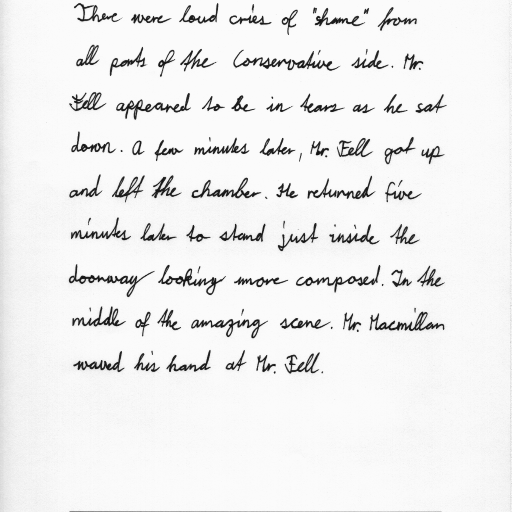 There were loud cries of "shame" from
all parts of the Conservative side. Mr.
Fell appeared to be in tears as he sat
down. A few minutes later, Mr. Fell got up
and left the chamber. He returned five
minutes later to stand just inside the
doorway looking more composed. In the
middle of the amazing scene. Mr. Macmillan
waved his hand at Mr. Fell.